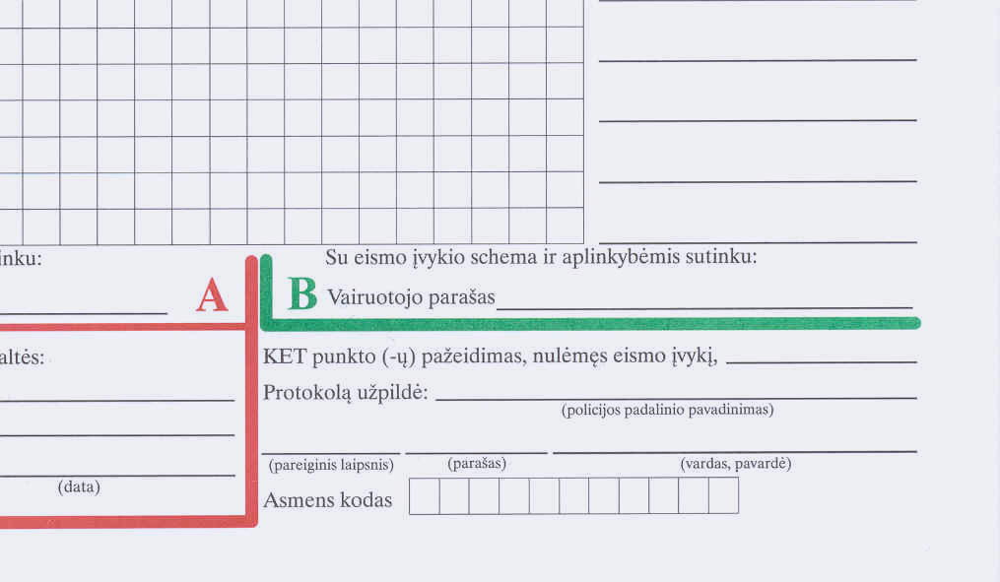 inku:
Su eismo įvykio schema ir aplinkybėmis sutinku:
A
B Vairuotojo parašas
altės:
KET punkto (-ų) pažeidimas, nulėmęs eismo įvykį,
Protokolą užpildė:
(policijos padalinio pavadinimas)
(pareiginis laipsnis) (parašas) (vardas, pavardė)
(data)
Asmens kodas